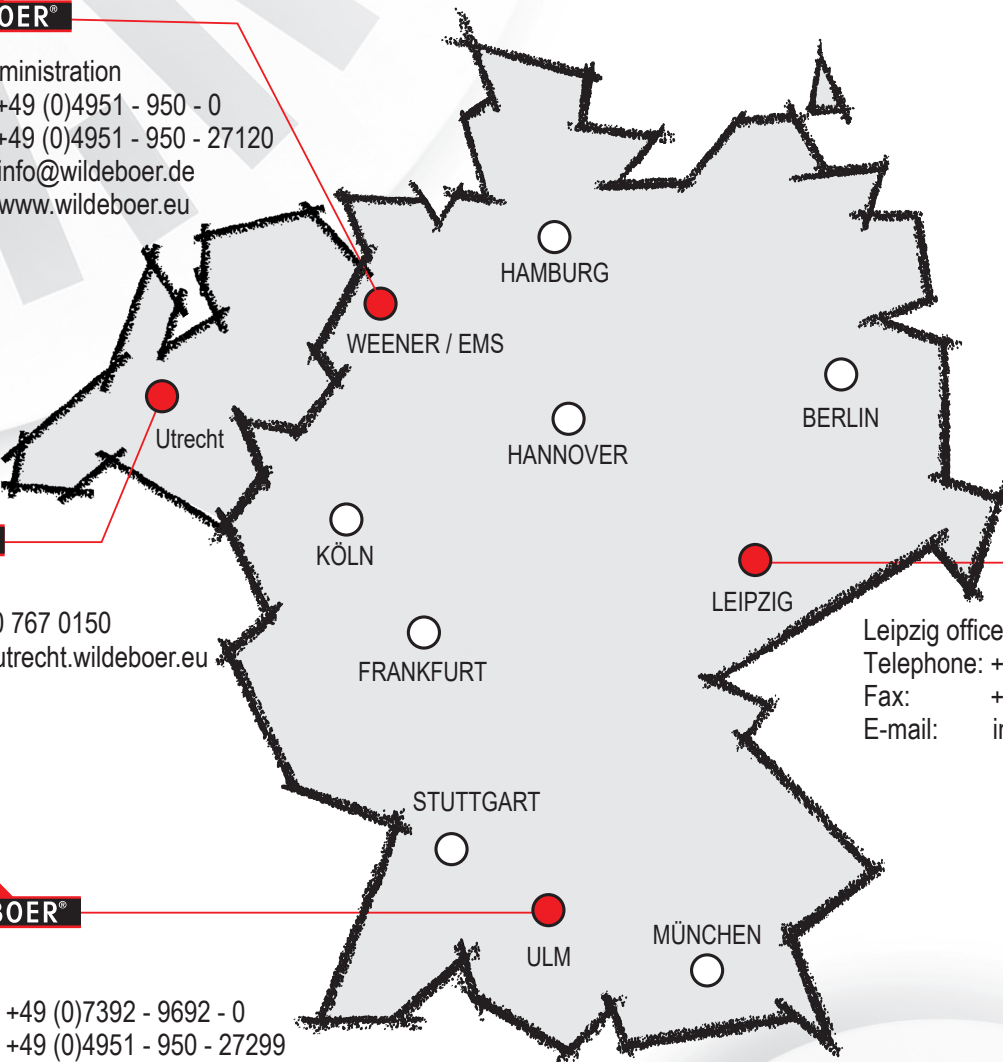 ministration
+49 (0)4951 - 950 - 0
+49 (0)4951 - 950 - 27120
info@wildeboer.de
www.wildeboer.eu
HAMBURG
WEENER / EMS
BERLIN
Utrecht
HANNOVER
KÖLN
LEIPZIG
0 767 0150
utrecht.wildeboer.eu
FRANKFURT
Leipzig office
Telephone: +
Fax: +
E-mail: in
STUTTGART
BOER®
ULM
MÜNCHEN
+49 (0)7392 - 9692 - 0
+49 (0)4951 - 950 - 27299